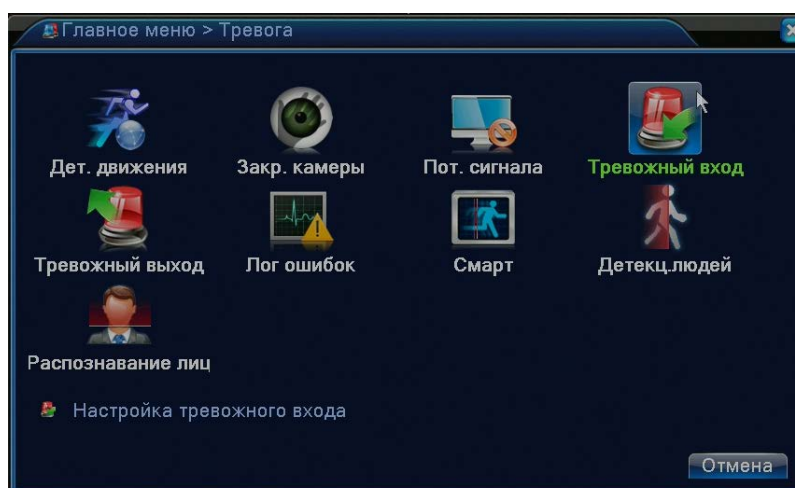 Главное меню > Тревога
Дет. движения
Закр. камеры
Пот. сигнала
Тревожный вход
Тревожный выход
Лог ошибок
Смарт
Детекц.людей
Распознавание лиц
Настройка тревожного входа
Отмена